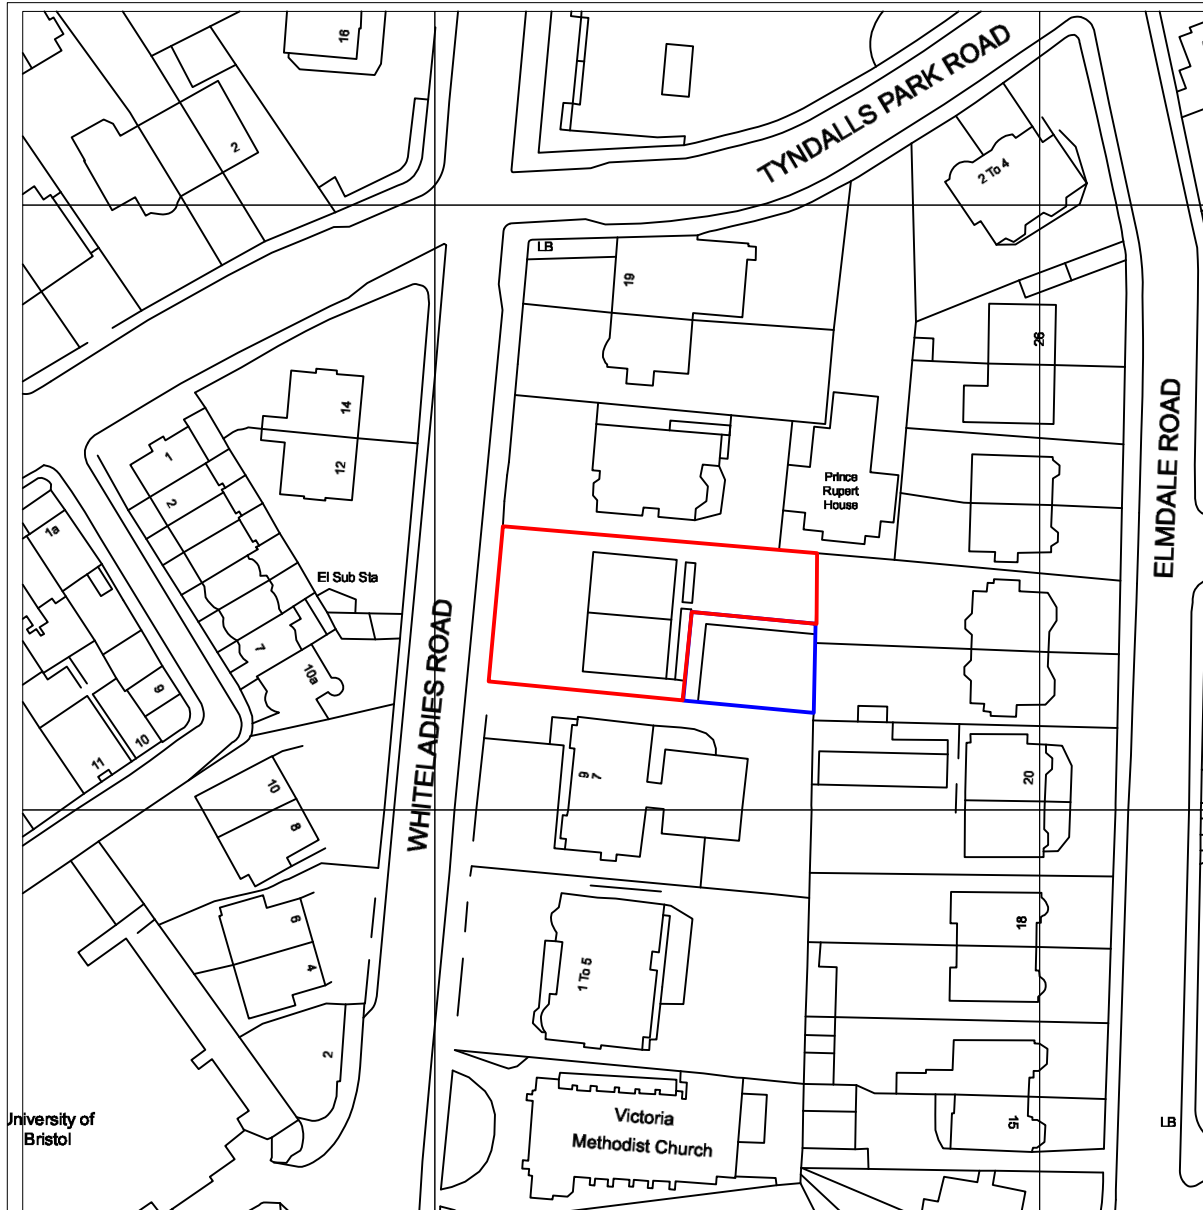 16
TYNDALLS PARK ROAD
2
2 To 4
LB
19
26
14
12
1
2
1a
Prince
Rupert
House
ELMDALE ROAD
El Sub Sta
WHITELADIES ROAD
7
10a
9
10
11
9
7
20
10
8
6
4
18
1 To 5
2
15
LB
University of
Bristol
Victoria
Methodist Church